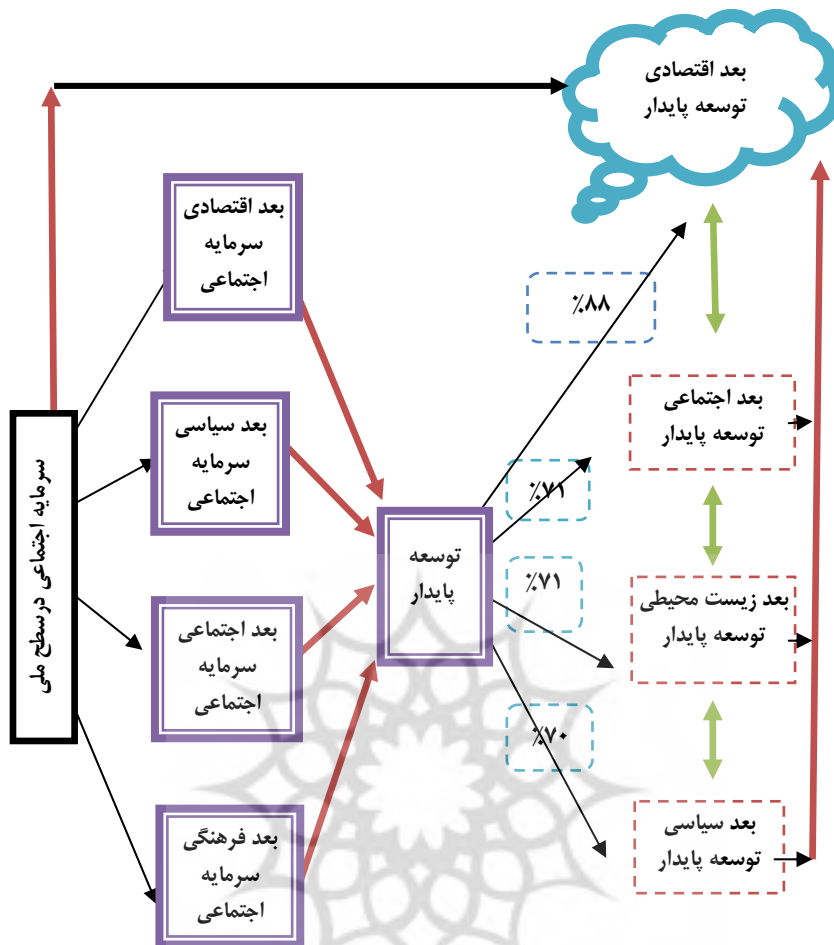 بعد اقتصادی
توسعه پایدار
بعد اقتصادی
سرمایه
اجتماعی
٪۸۸
بعد اجتماعی
توسعه پایدار
بعد سیاسی
سرمایه
اجتماعی
٪۷۱
سرمایه اجتماعی درسطح ملی
توسعه
پایدار
٪۷۱
بعد زیست محیطی
توسعه پایدار
بعد اجتماعی
سرمایه
اجتماعی
٪۷۰
بعد سیاسی
توسعه پایدار
بعد فرهنگی
سرمایه
اجتماعی